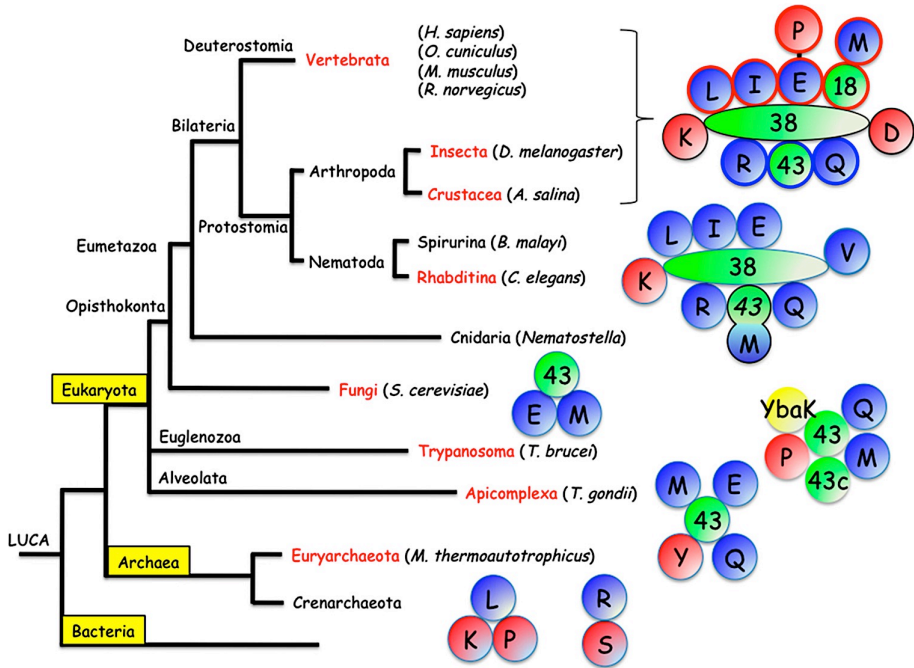 Deuterostomia
Vertebrata
(H. sapiens)
(O. cuniculus)
(M. musculus)
(R. norvegicus)
Bilateria
Arthropoda
Insecta (D. melanogaster)
Crustacea (A. salina)
Protostomia
Nematoda
Spirurina (B. malayi)
Rhabditina (C. elegans)
Eumetazoa
Opisthokonta
Cnidaria (Nematostella)
Eukaryota
Fungi (S. cerevisiae)
Euglenozoa
Trypanosoma (T. brucei)
Alveolata
Apicomplexa (T. gondii)
LUCA
Archaea
Euryarchaeota (M. thermoautotrophicus)
Crenarchaeota
Bacteria
P
M
L I E 18
38
K D
R 43 Q
L I E
V
38
K
R 43 Q
M
43
E M
YbaK Q
43
P M
43c
M E
43
Y Q
L
K P
R
S